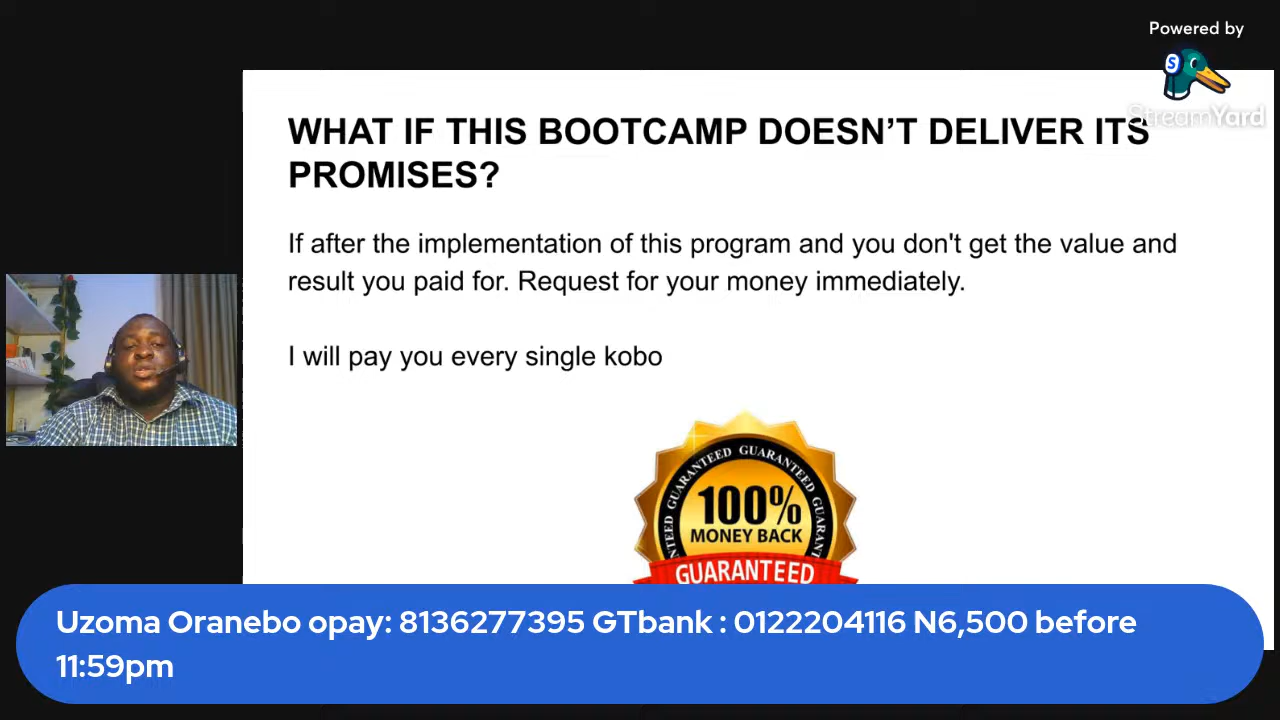 Powered by
StreamYard
WHAT IF THIS BOOTCAMP DOESN’T DELIVER ITS
PROMISES?
If after the implementation of this program and you don't get the value and
result you paid for. Request for your money immediately.
I will pay you every single kobo
GUARANTEED GUARANTEED
100%
MONEY BACK
GUARANTEED
Uzoma Oranebo opay: 8136277395 GTbank : 0122204116 N6,500 before
11:59pm